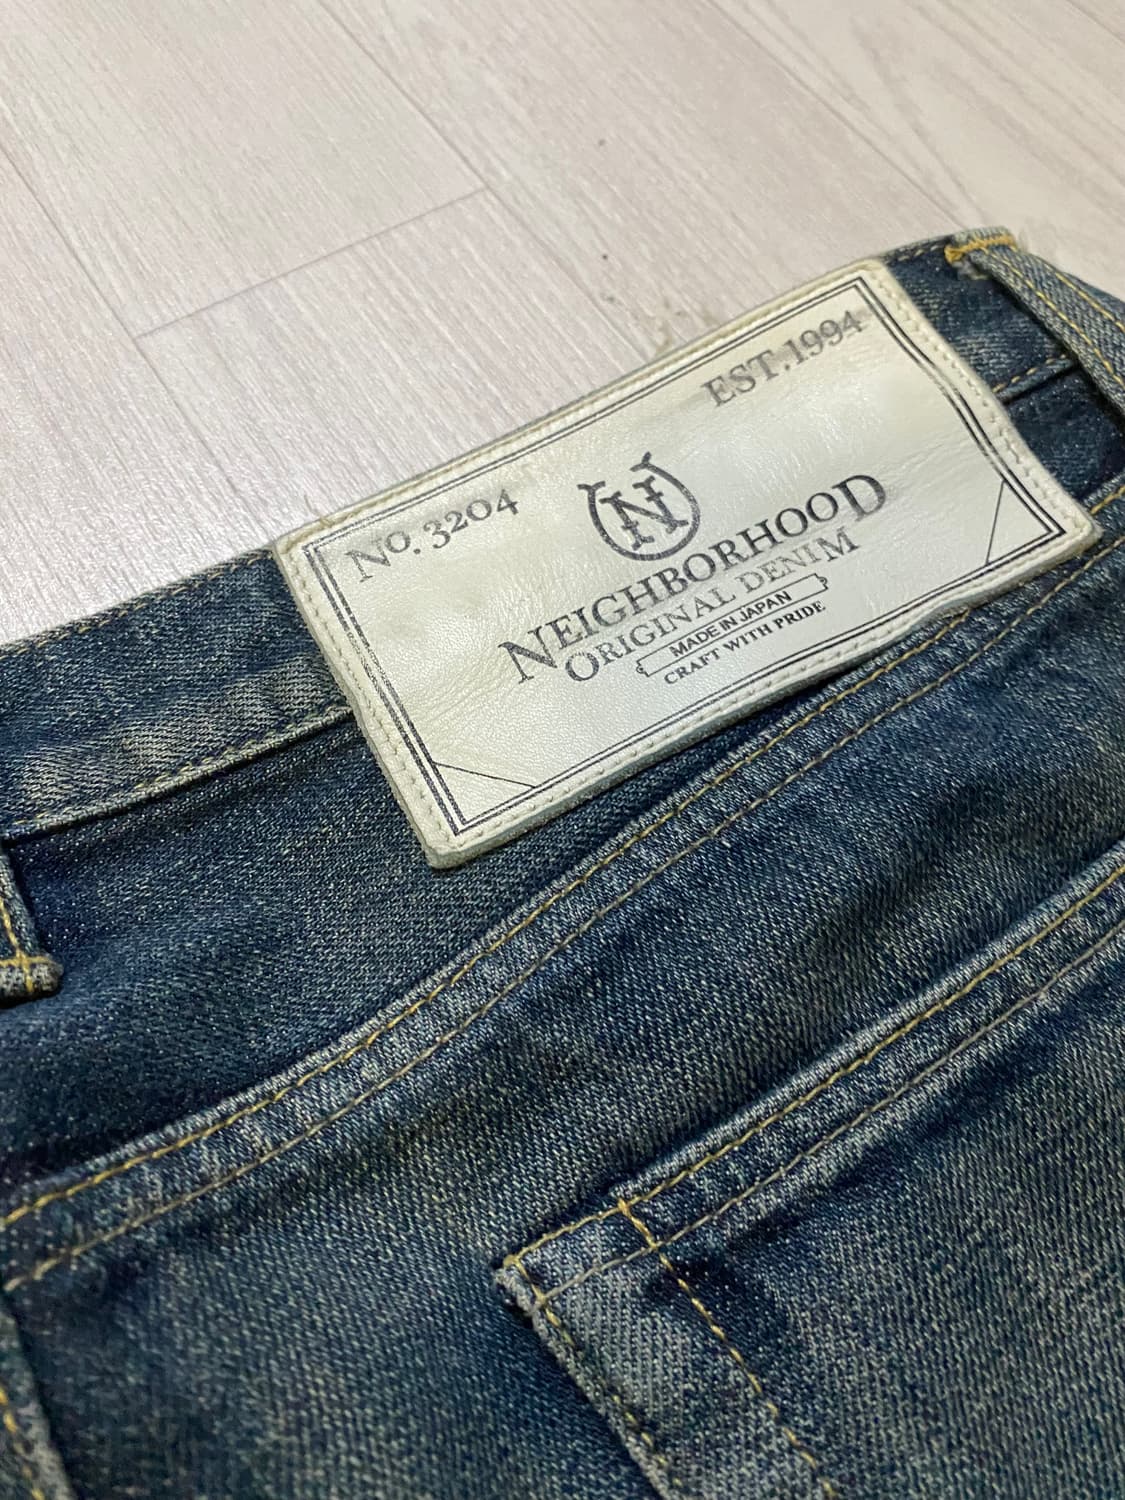 No. 3204
EST. 1994
N
NEIGHBORHOOD
ORIGINAL DENIM
MADE IN JAPAN
CRAFT WITH PRIDE